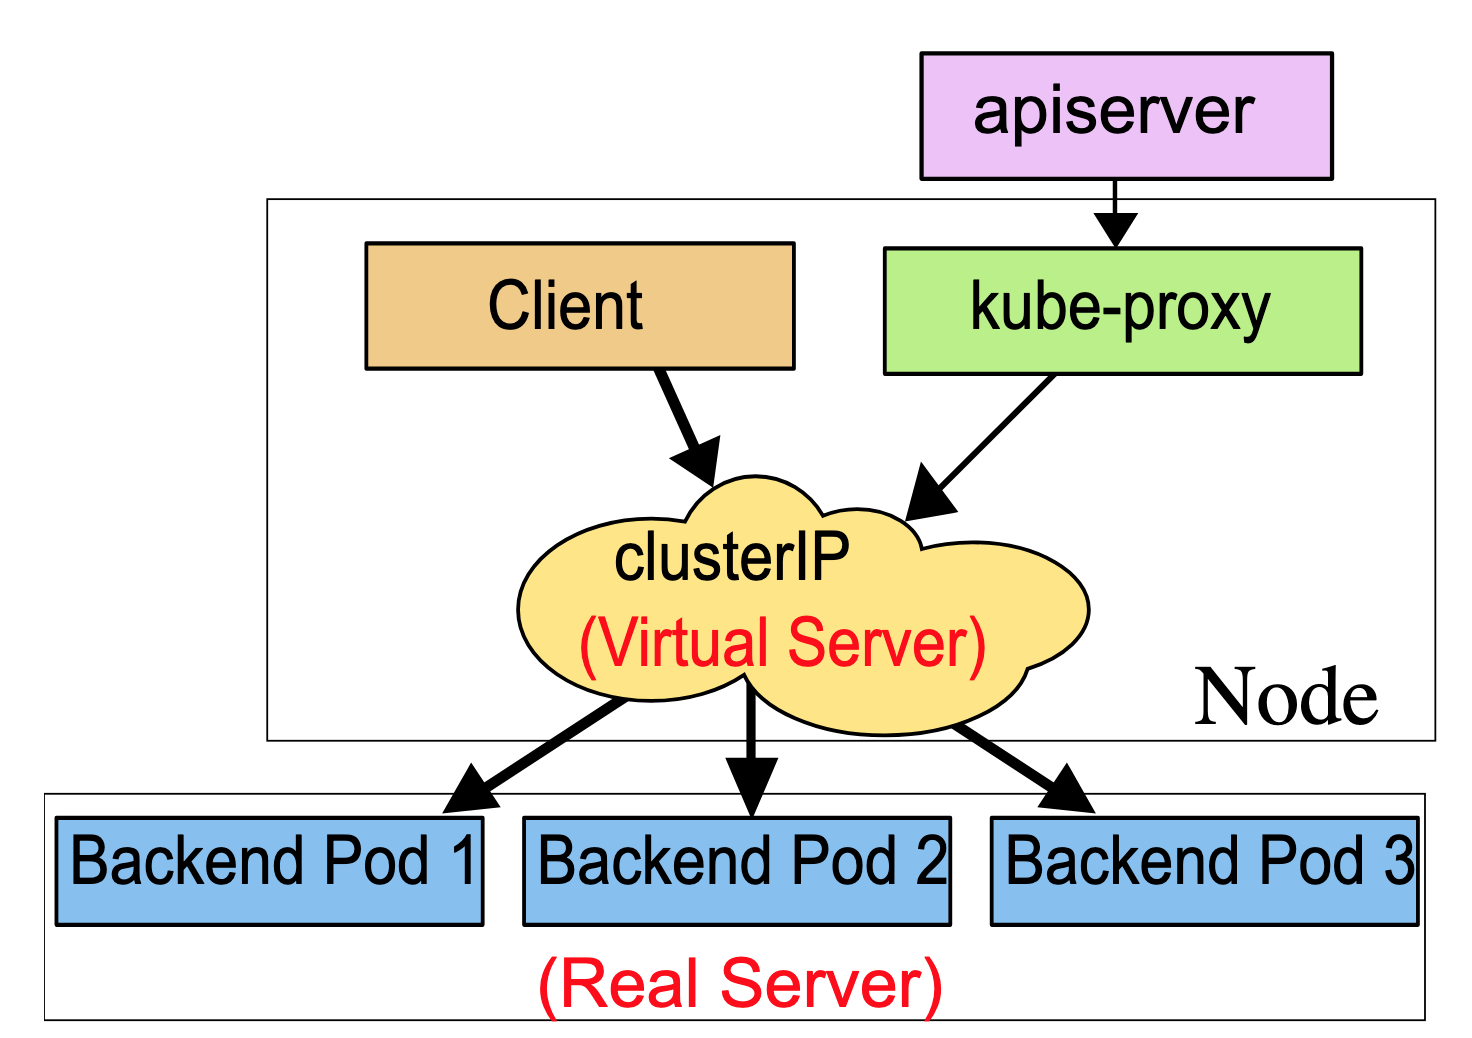 apiserver
Client
kube-proxy
clusterIP
(Virtual Server)
Node
Backend Pod 1
Backend Pod 2
Backend Pod 3
(Real Server)